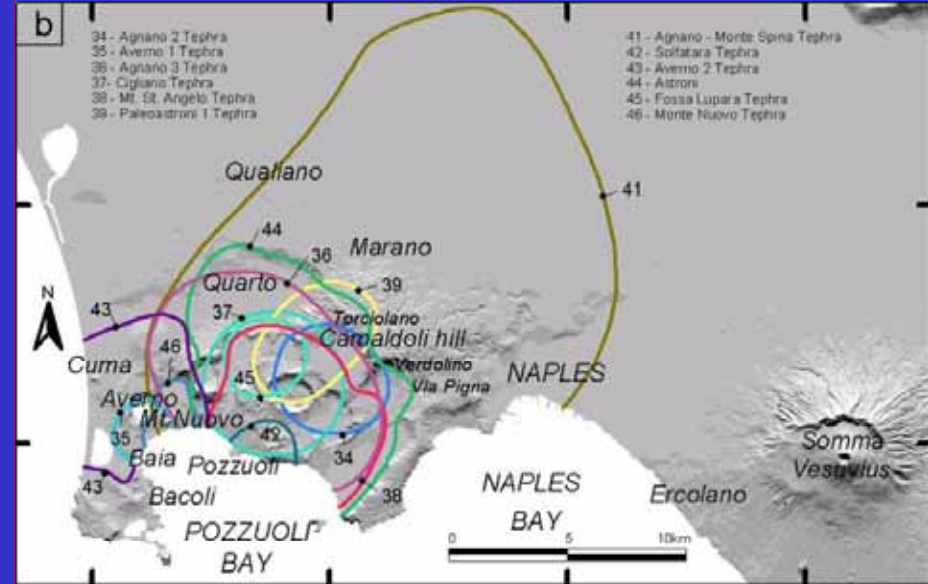 b
34 - Agnano 2 Tephra
35 - Averno 1 Tephra
36 - Agnano 3 Tephra
37- Cigliano Tephra
38 - Mt. St. Angelo Tephra
39 - Paleoastroni 1 Tephra
41 - Agnano - Monte Spina Tephra
42 - Solfatara Tephra
43 - Averno 2 Tephra
44 - Astroni
45 - Fossa Lupara Tephra
46 - Monte Nuovo Tephra
Qualiano
41
44
Marano
36
Quarto
39
N
37
43
Torciolano
Camaldoli hill
46
Cuma
Verdolino
NAPLES
Via Pigna
45
Averno
Mt.Nuovo
42
35
34
Somma
Vesuvius
Baia
Pozzuoli
43
38
NAPLES
BAY
Ercolano
Bacoli
POZZUOLI
BAY
0
5
10km